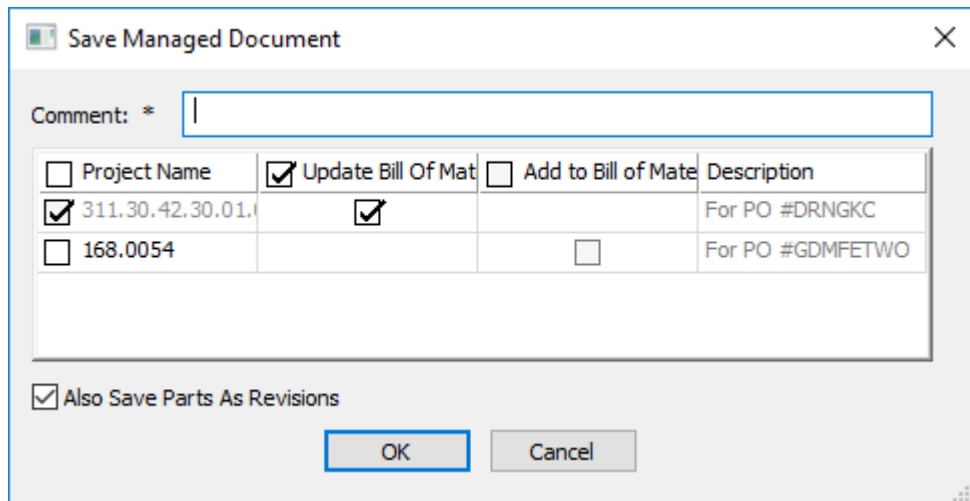 Save Managed Document
Comment: *
Project Name Update Bill Of Mat Add to Bill of Mate Description
311.30.42.30.01. For PO #DRNGKC
168.0054 For PO #GDMFETWO
Also Save Parts As Revisions
OK Cancel